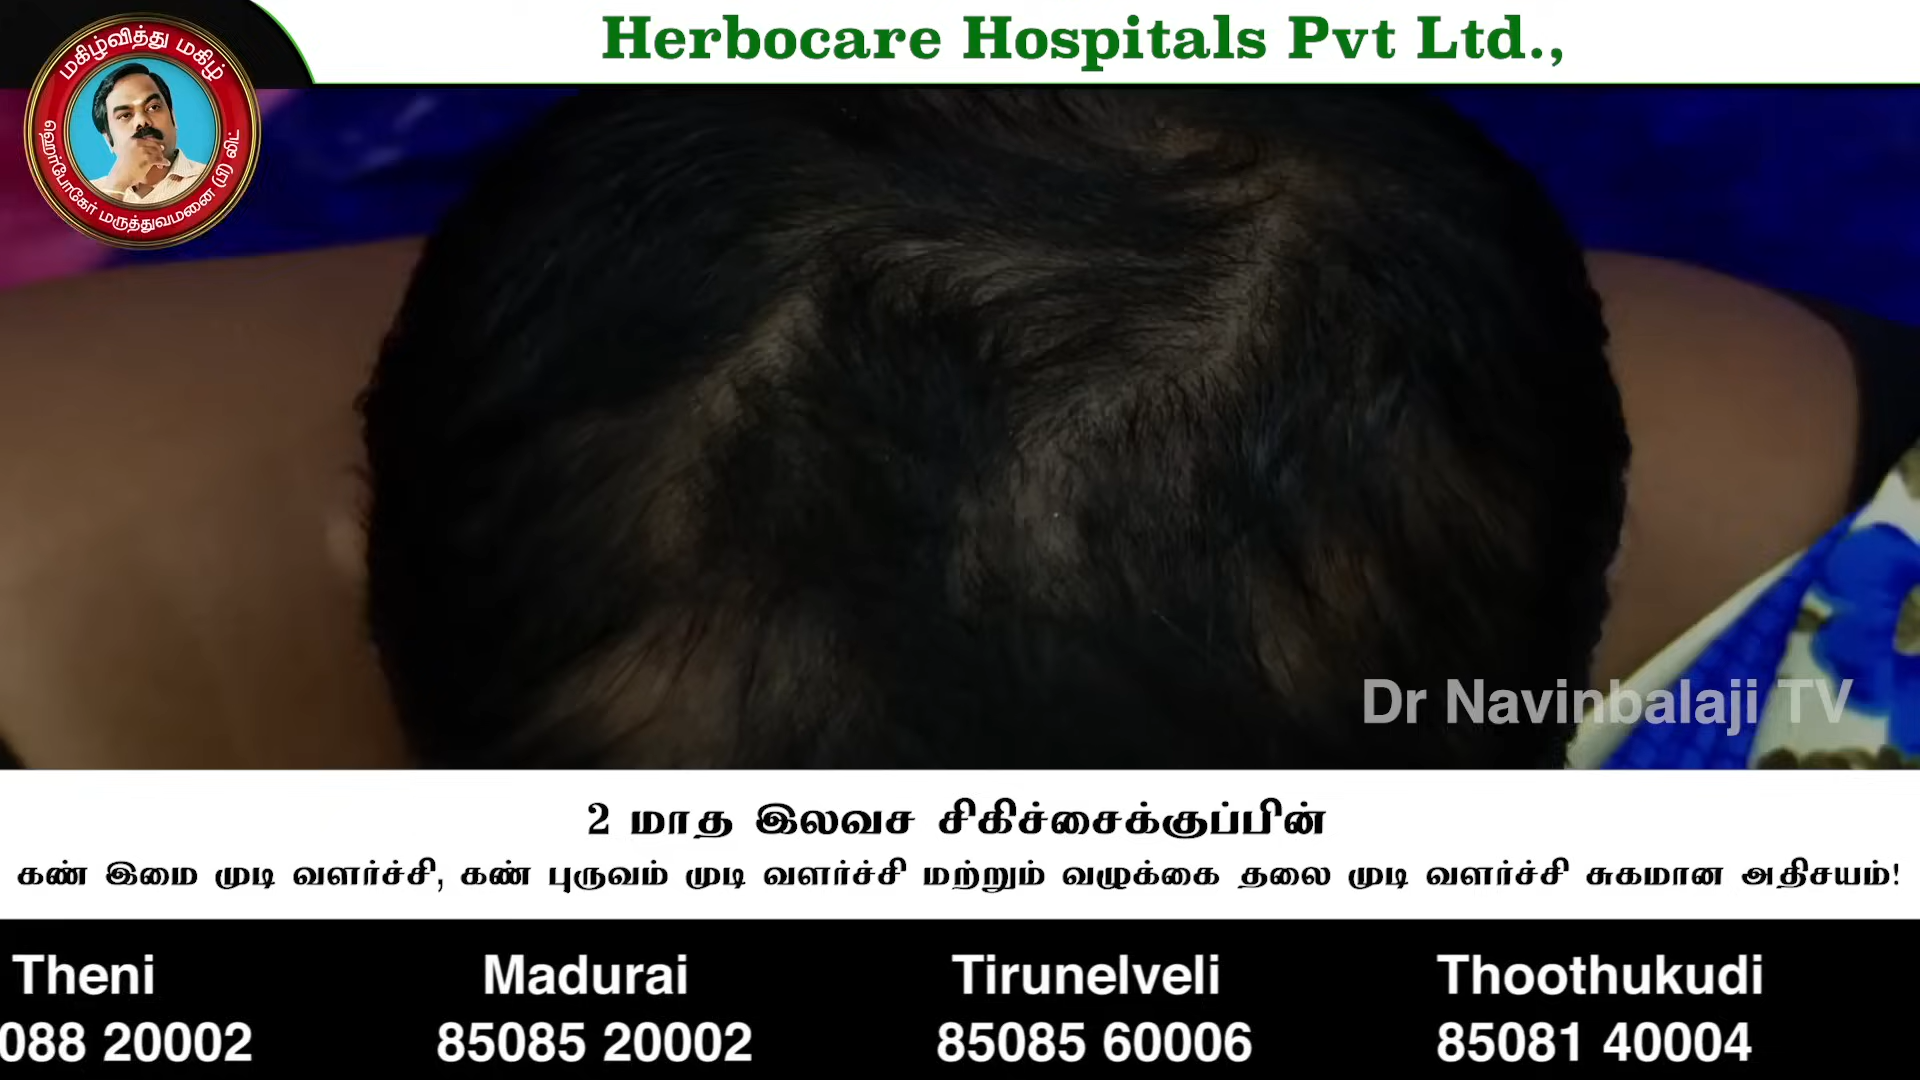 Herbocare Hospitals Pvt Ltd.,
மகிழ்வித்து மகிழ்
ஹெர்போகேர் மருத்துவமனை (பி) லிட்
Dr Navinbalaji TV
2 மாத இலவச சிகிச்சைக்குப்பின்
கண் இமை முடி வளர்ச்சி, கண் புருவம் முடி வளர்ச்சி மற்றும் வழுக்கை தலை முடி வளர்ச்சி சுகமான அதிசயம்!
Theni Madurai Tirunelveli Thoothukudi
088 20002 85085 20002 85085 60006 85081 40004